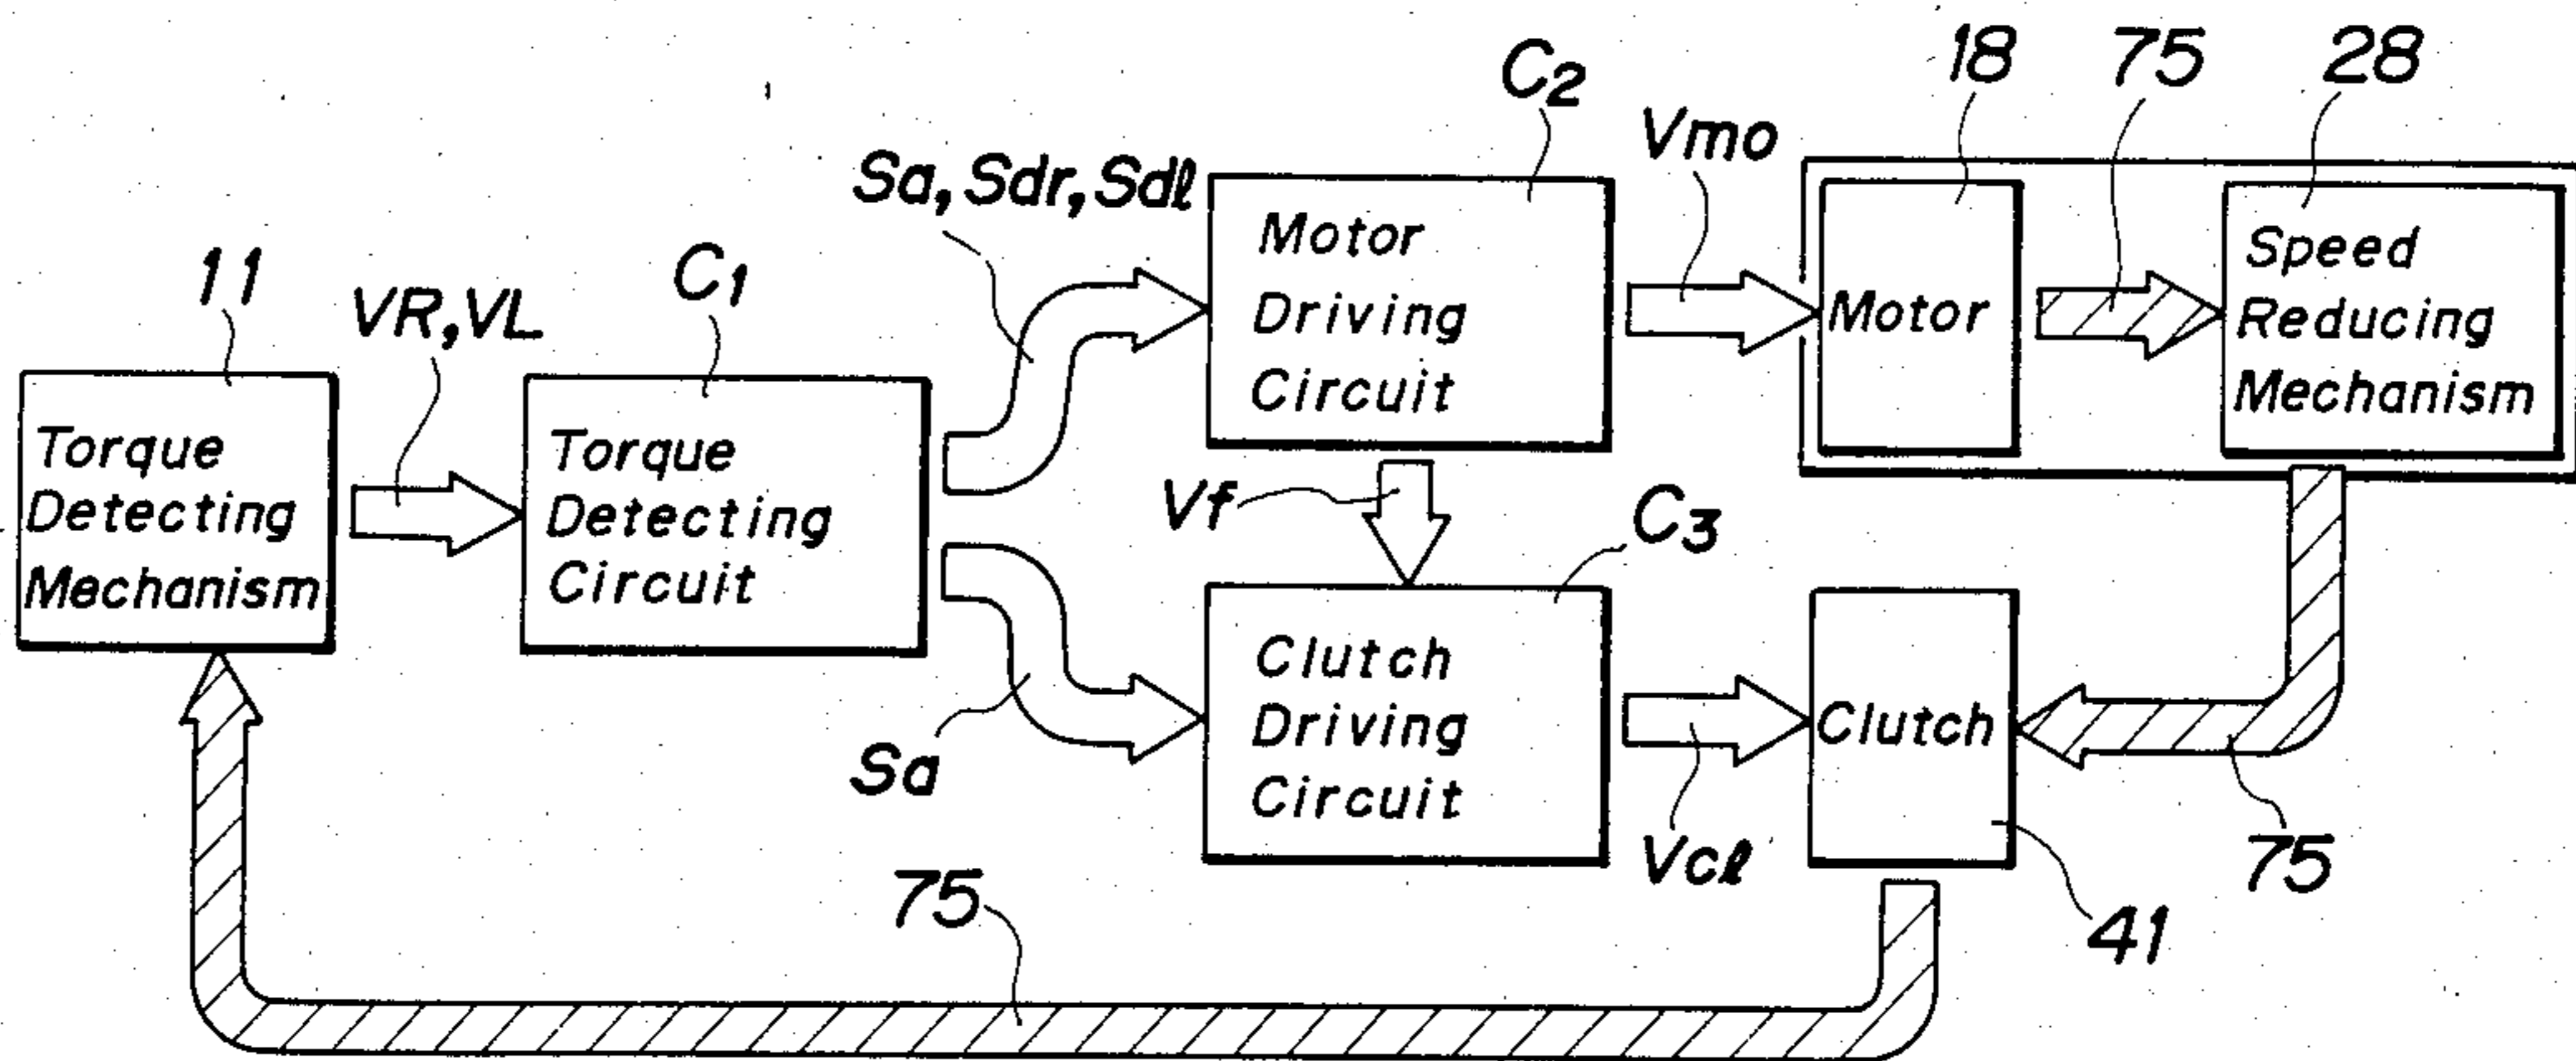 C2
18
75
28
Vmo
Sa, Sdr, Sdℓ
Motor
Driving
Circuit
Motor
Speed
Reducing
Mechanism
11
VR, VL
C1
Torque
Detecting
Mechanism
Torque
Detecting
Circuit
Vf
C3
Sa
Clutch
Driving
Circuit
Clutch
Vcℓ
75
41
75